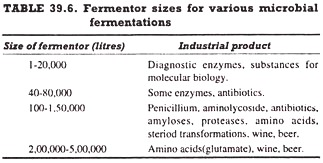 TABLE 39.6. Fermentor sizes for various microbial
fermentations
Size of fermentor (litres) Industrial product
1-20,000 Diagnostic enzymes, substances for
molecular biology.
40-80,000 Some enzymes, antibiotics.
100-1,50,000 Penicillium, aminolycoside, antibiotics,
amyloses, proteases, amino acids,
steriod transformations, wine, beer.
2,00,000-5,00,000 Amino acids(glutamate), wine, beer.